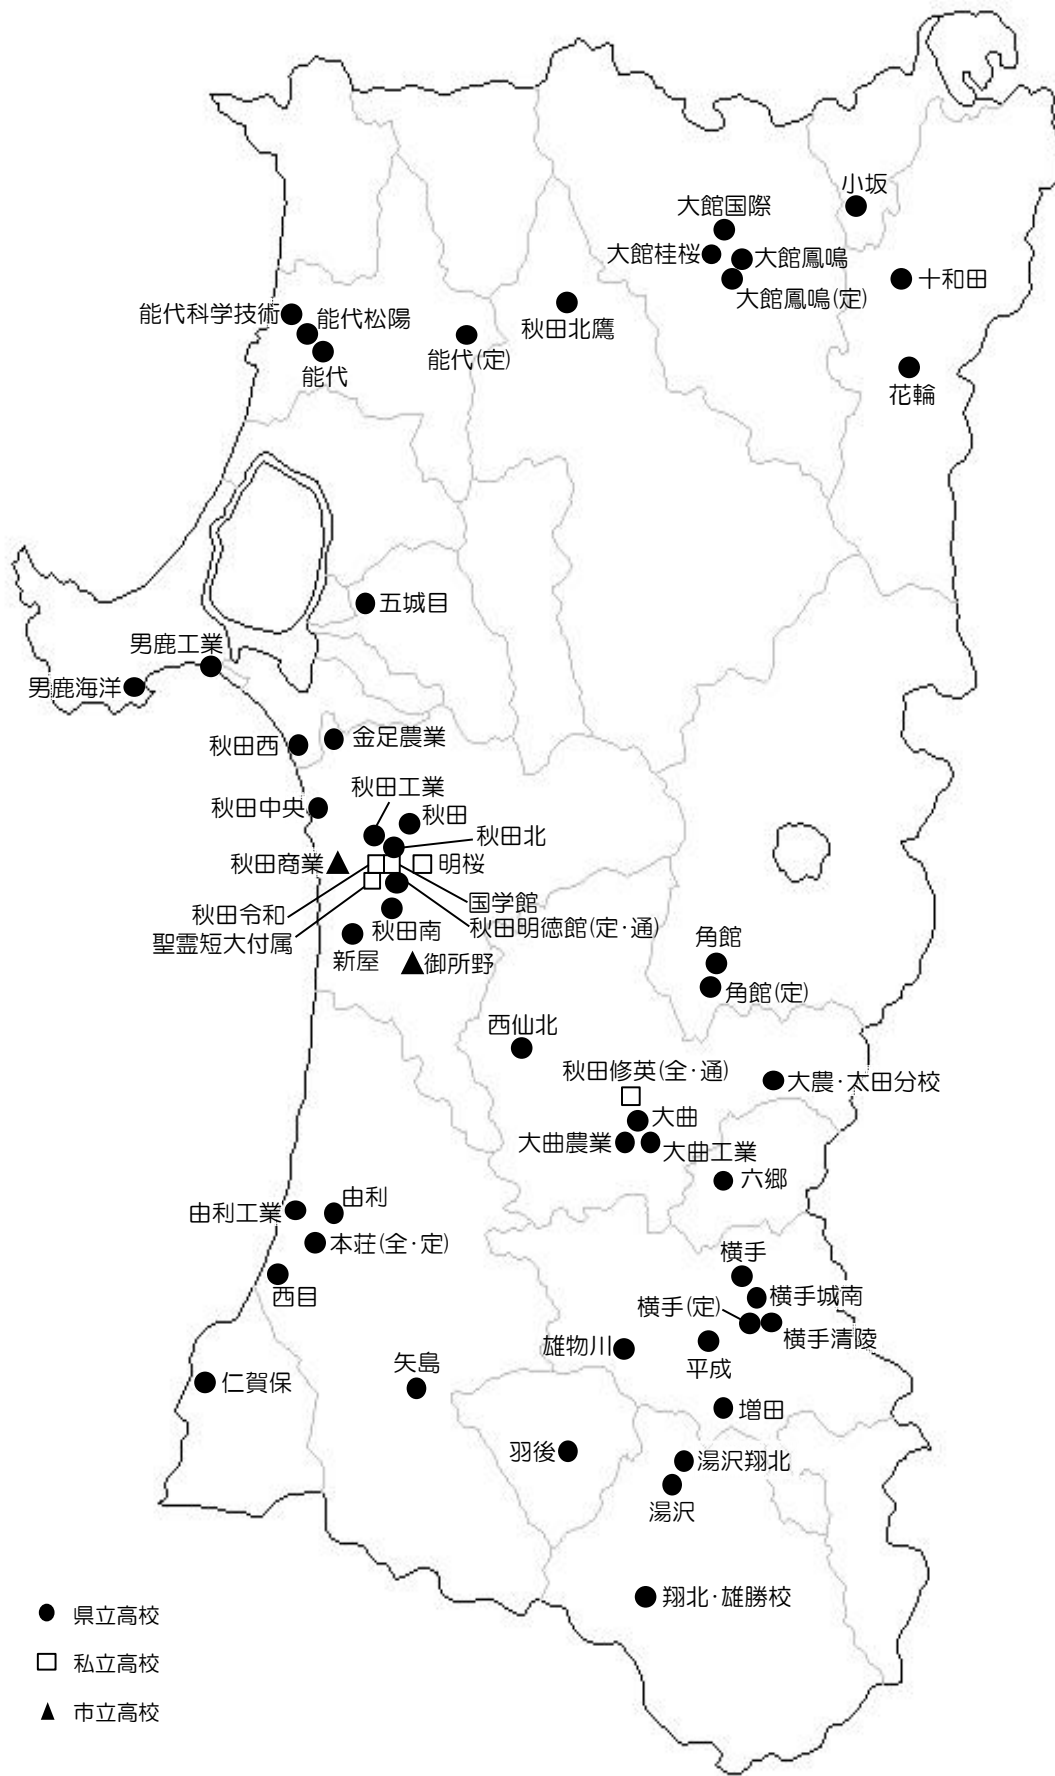 小坂
大館国際
大館桂桜
大館鳳鳴
大館鳳鳴(定)
十和田
能代科学技術
能代松陽
能代
能代(定)
秋田北鷹
花輪
五城目
男鹿工業
男鹿海洋
秋田西
金足農業
秋田工業
秋田中央
秋田
秋田北
秋田商業
明桜
国学館
秋田令和
秋田明徳館(定・通)
聖霊短大付属
秋田南
新屋
御所野
角館
角館(定)
西仙北
秋田修英(全・通)
大農・太田分校
大曲
大曲農業
大曲工業
六郷
由利
由利工業
本荘(全・定)
西目
横手
横手城南
横手(定)
横手清陵
雄物川
平成
矢島
仁賀保
増田
羽後
湯沢翔北
湯沢
翔北・雄勝校
県立高校
私立高校
市立高校